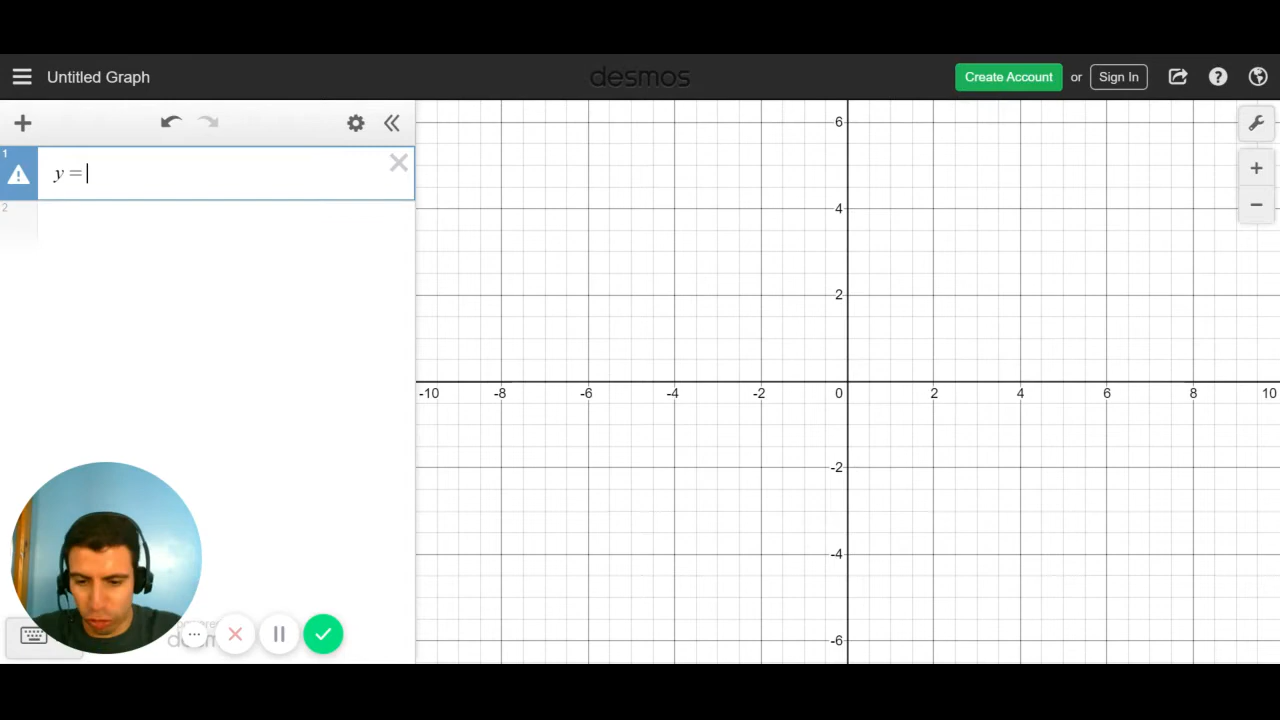 Untitled Graph
desmos
Create Account or Sign In
1
y =
2
6
4
2
-10 -8 -6 -4 -2 0 2 4 6 8 10
-2
-4
-6